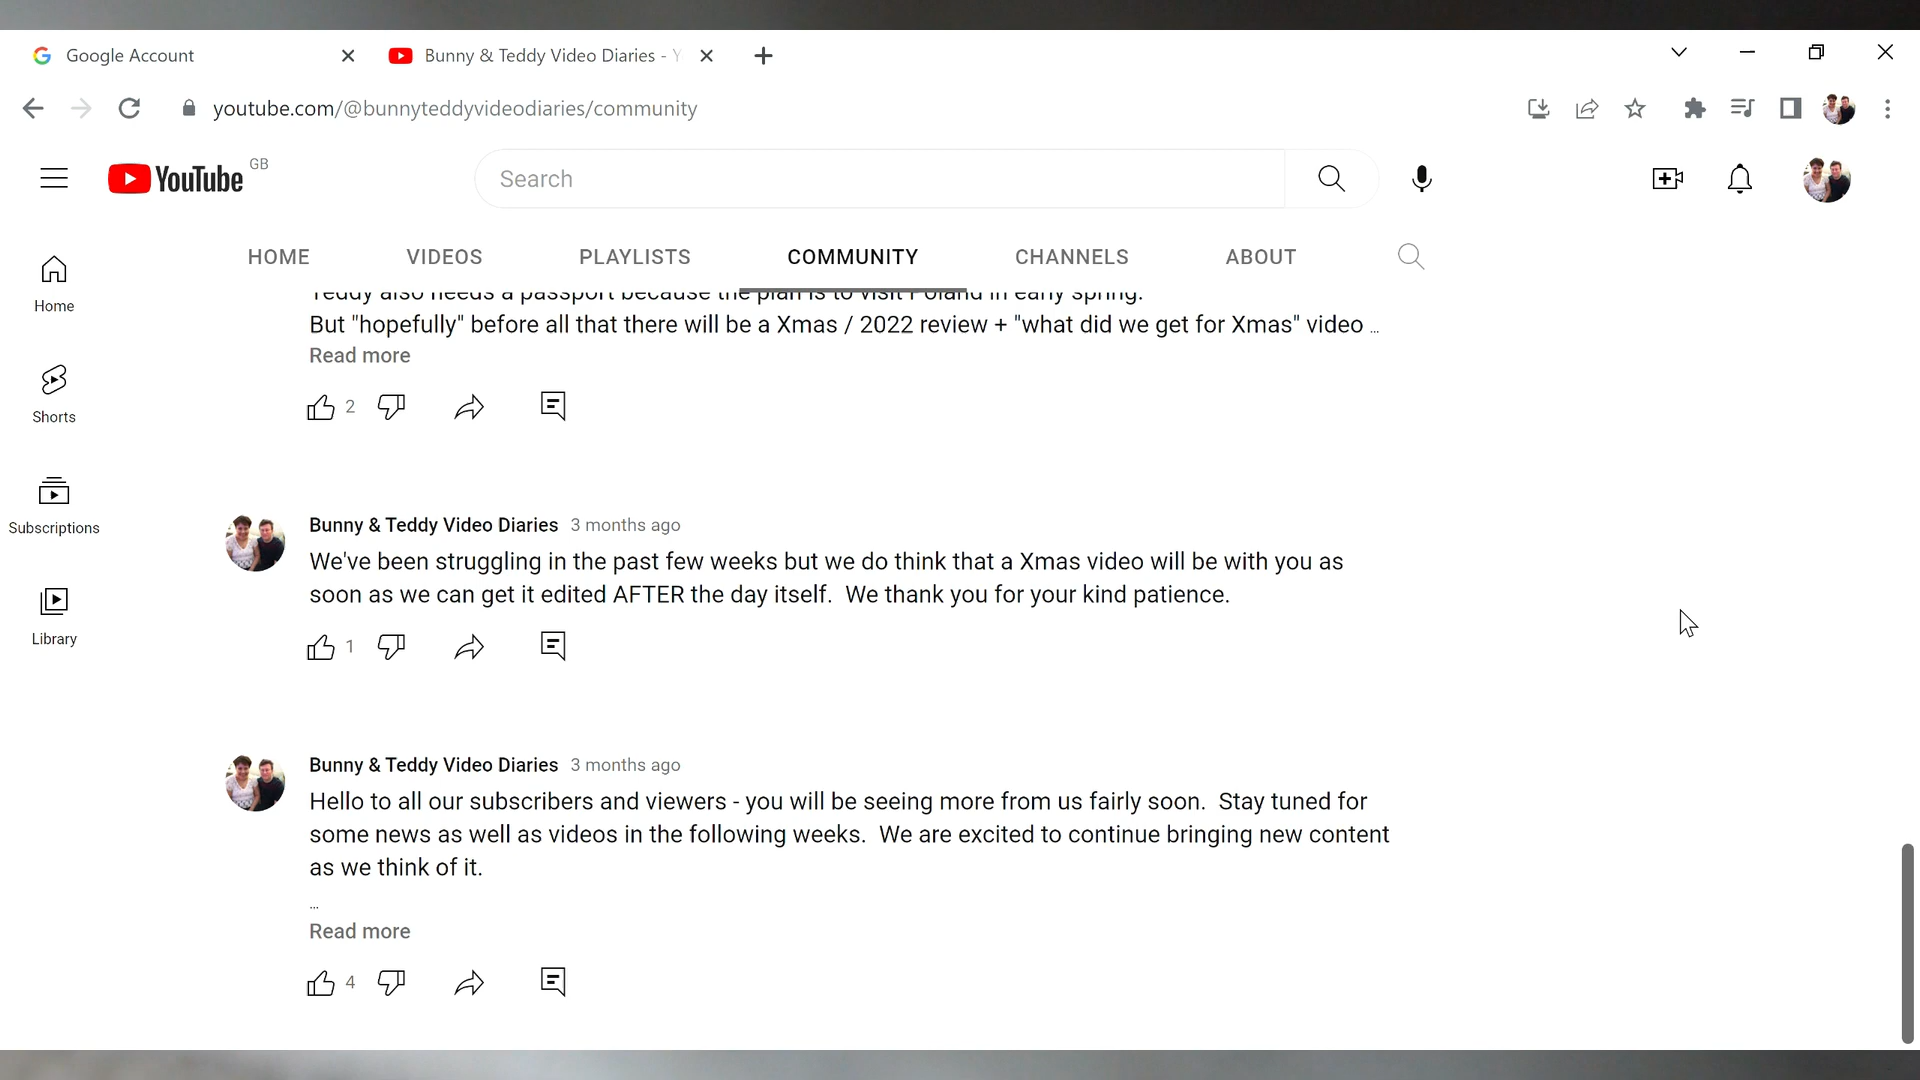 Google Account
Bunny & Teddy Video Diaries - Y
youtube.com/@bunnyteddyvideodiaries/community
YouTube GB
Search
HOME VIDEOS PLAYLISTS COMMUNITY CHANNELS ABOUT
Home
Shorts
Subscriptions
Library
Teddy also needs a passport because the plan is to visit Poland in early spring.
But "hopefully" before all that there will be a Xmas / 2022 review + "what did we get for Xmas" video ...
Read more
2
Bunny & Teddy Video Diaries 3 months ago
We've been struggling in the past few weeks but we do think that a Xmas video will be with you as
soon as we can get it edited AFTER the day itself.  We thank you for your kind patience.
1
Bunny & Teddy Video Diaries 3 months ago
Hello to all our subscribers and viewers - you will be seeing more from us fairly soon.  Stay tuned for
some news as well as videos in the following weeks.  We are excited to continue bringing new content
as we think of it.
...
Read more
4